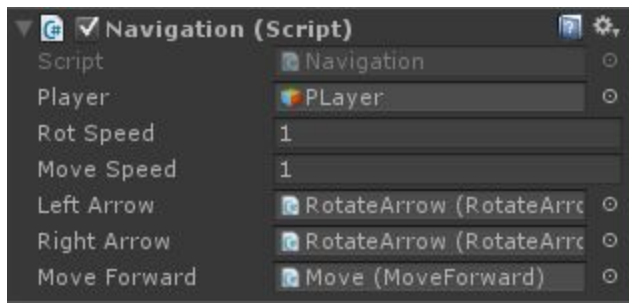 Navigation (Script)
Script Navigation
Player PLayer
Rot Speed 1
Move Speed 1
Left Arrow RotateArrow (RotateArrc
Right Arrow RotateArrow (RotateArrc
Move Forward Move (MoveForward)